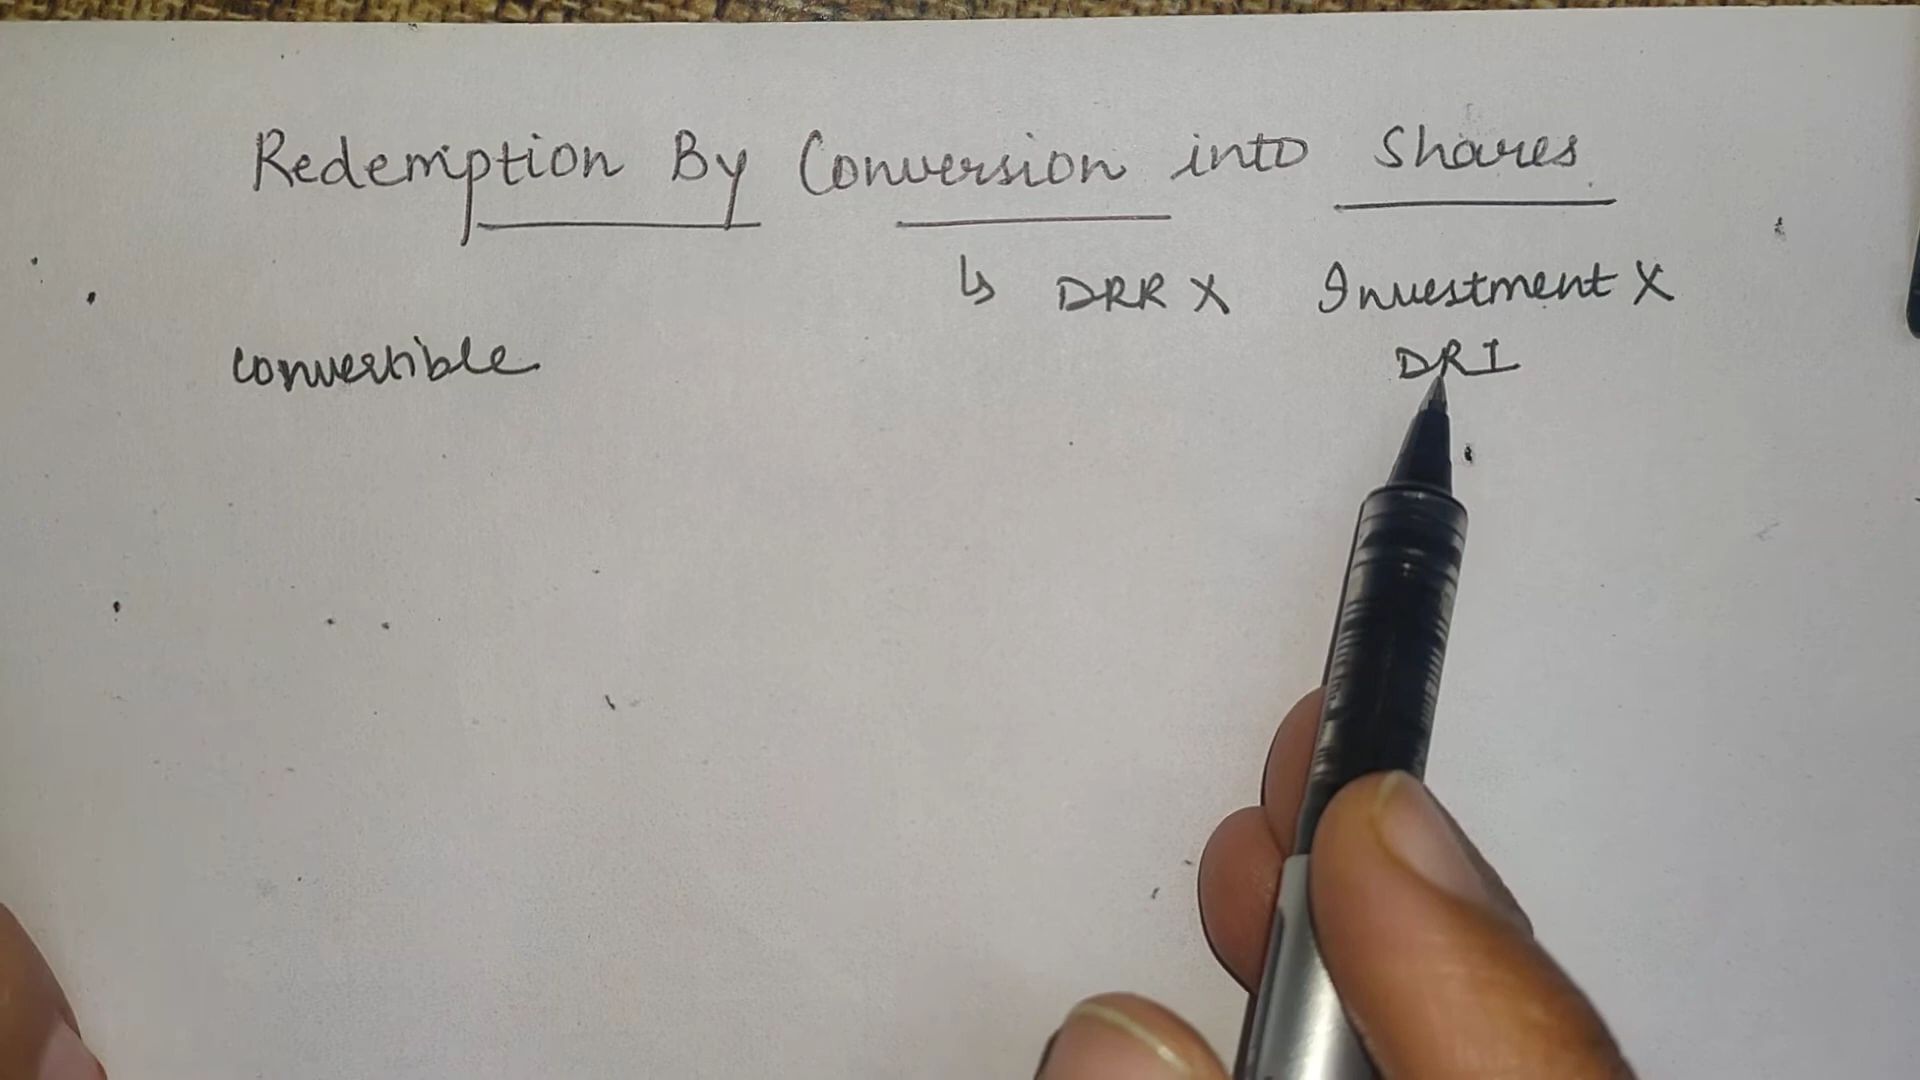 Redemption By Conversion into Shares
↳ DRR X Investment X
convertible DRI